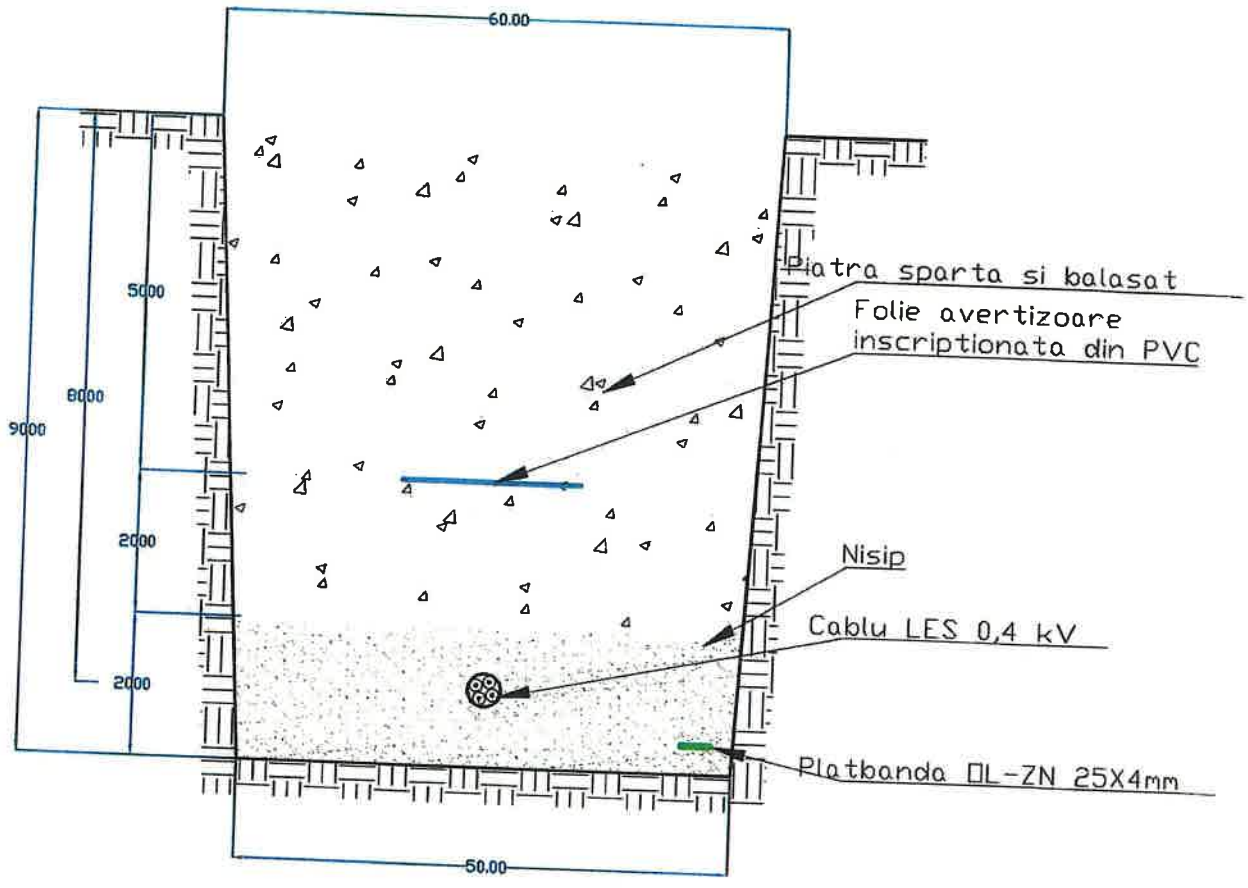 60.00
5000
8000
9000
2000
2000
50.00
Piatra sparta si balasat
Folie avertizoare
inscriptionata din PVC
Nisip
Cablu LES 0,4 kV
Platbanda OL-ZN 25X4mm